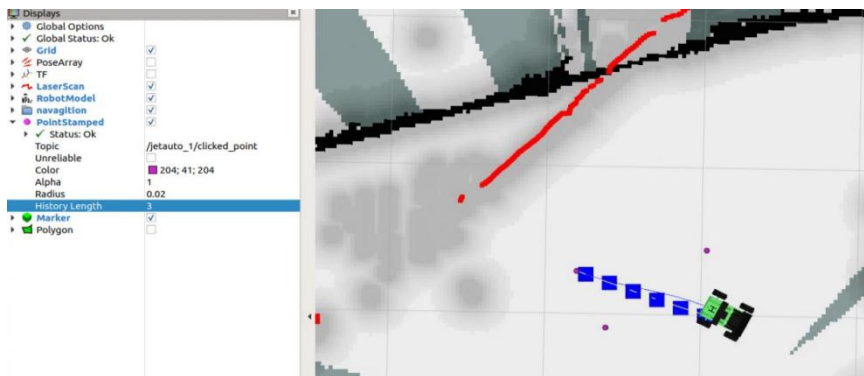 Displays
Global Options
Global Status: Ok
Grid
PoseArray
TF
LaserScan
RobotModel
navagition
PointStamped
Status: Ok
Topic /jetauto_1/clicked_point
Unreliable
Color 204; 41; 204
Alpha 1
Radius 0.02
History Length 3
Marker
Polygon